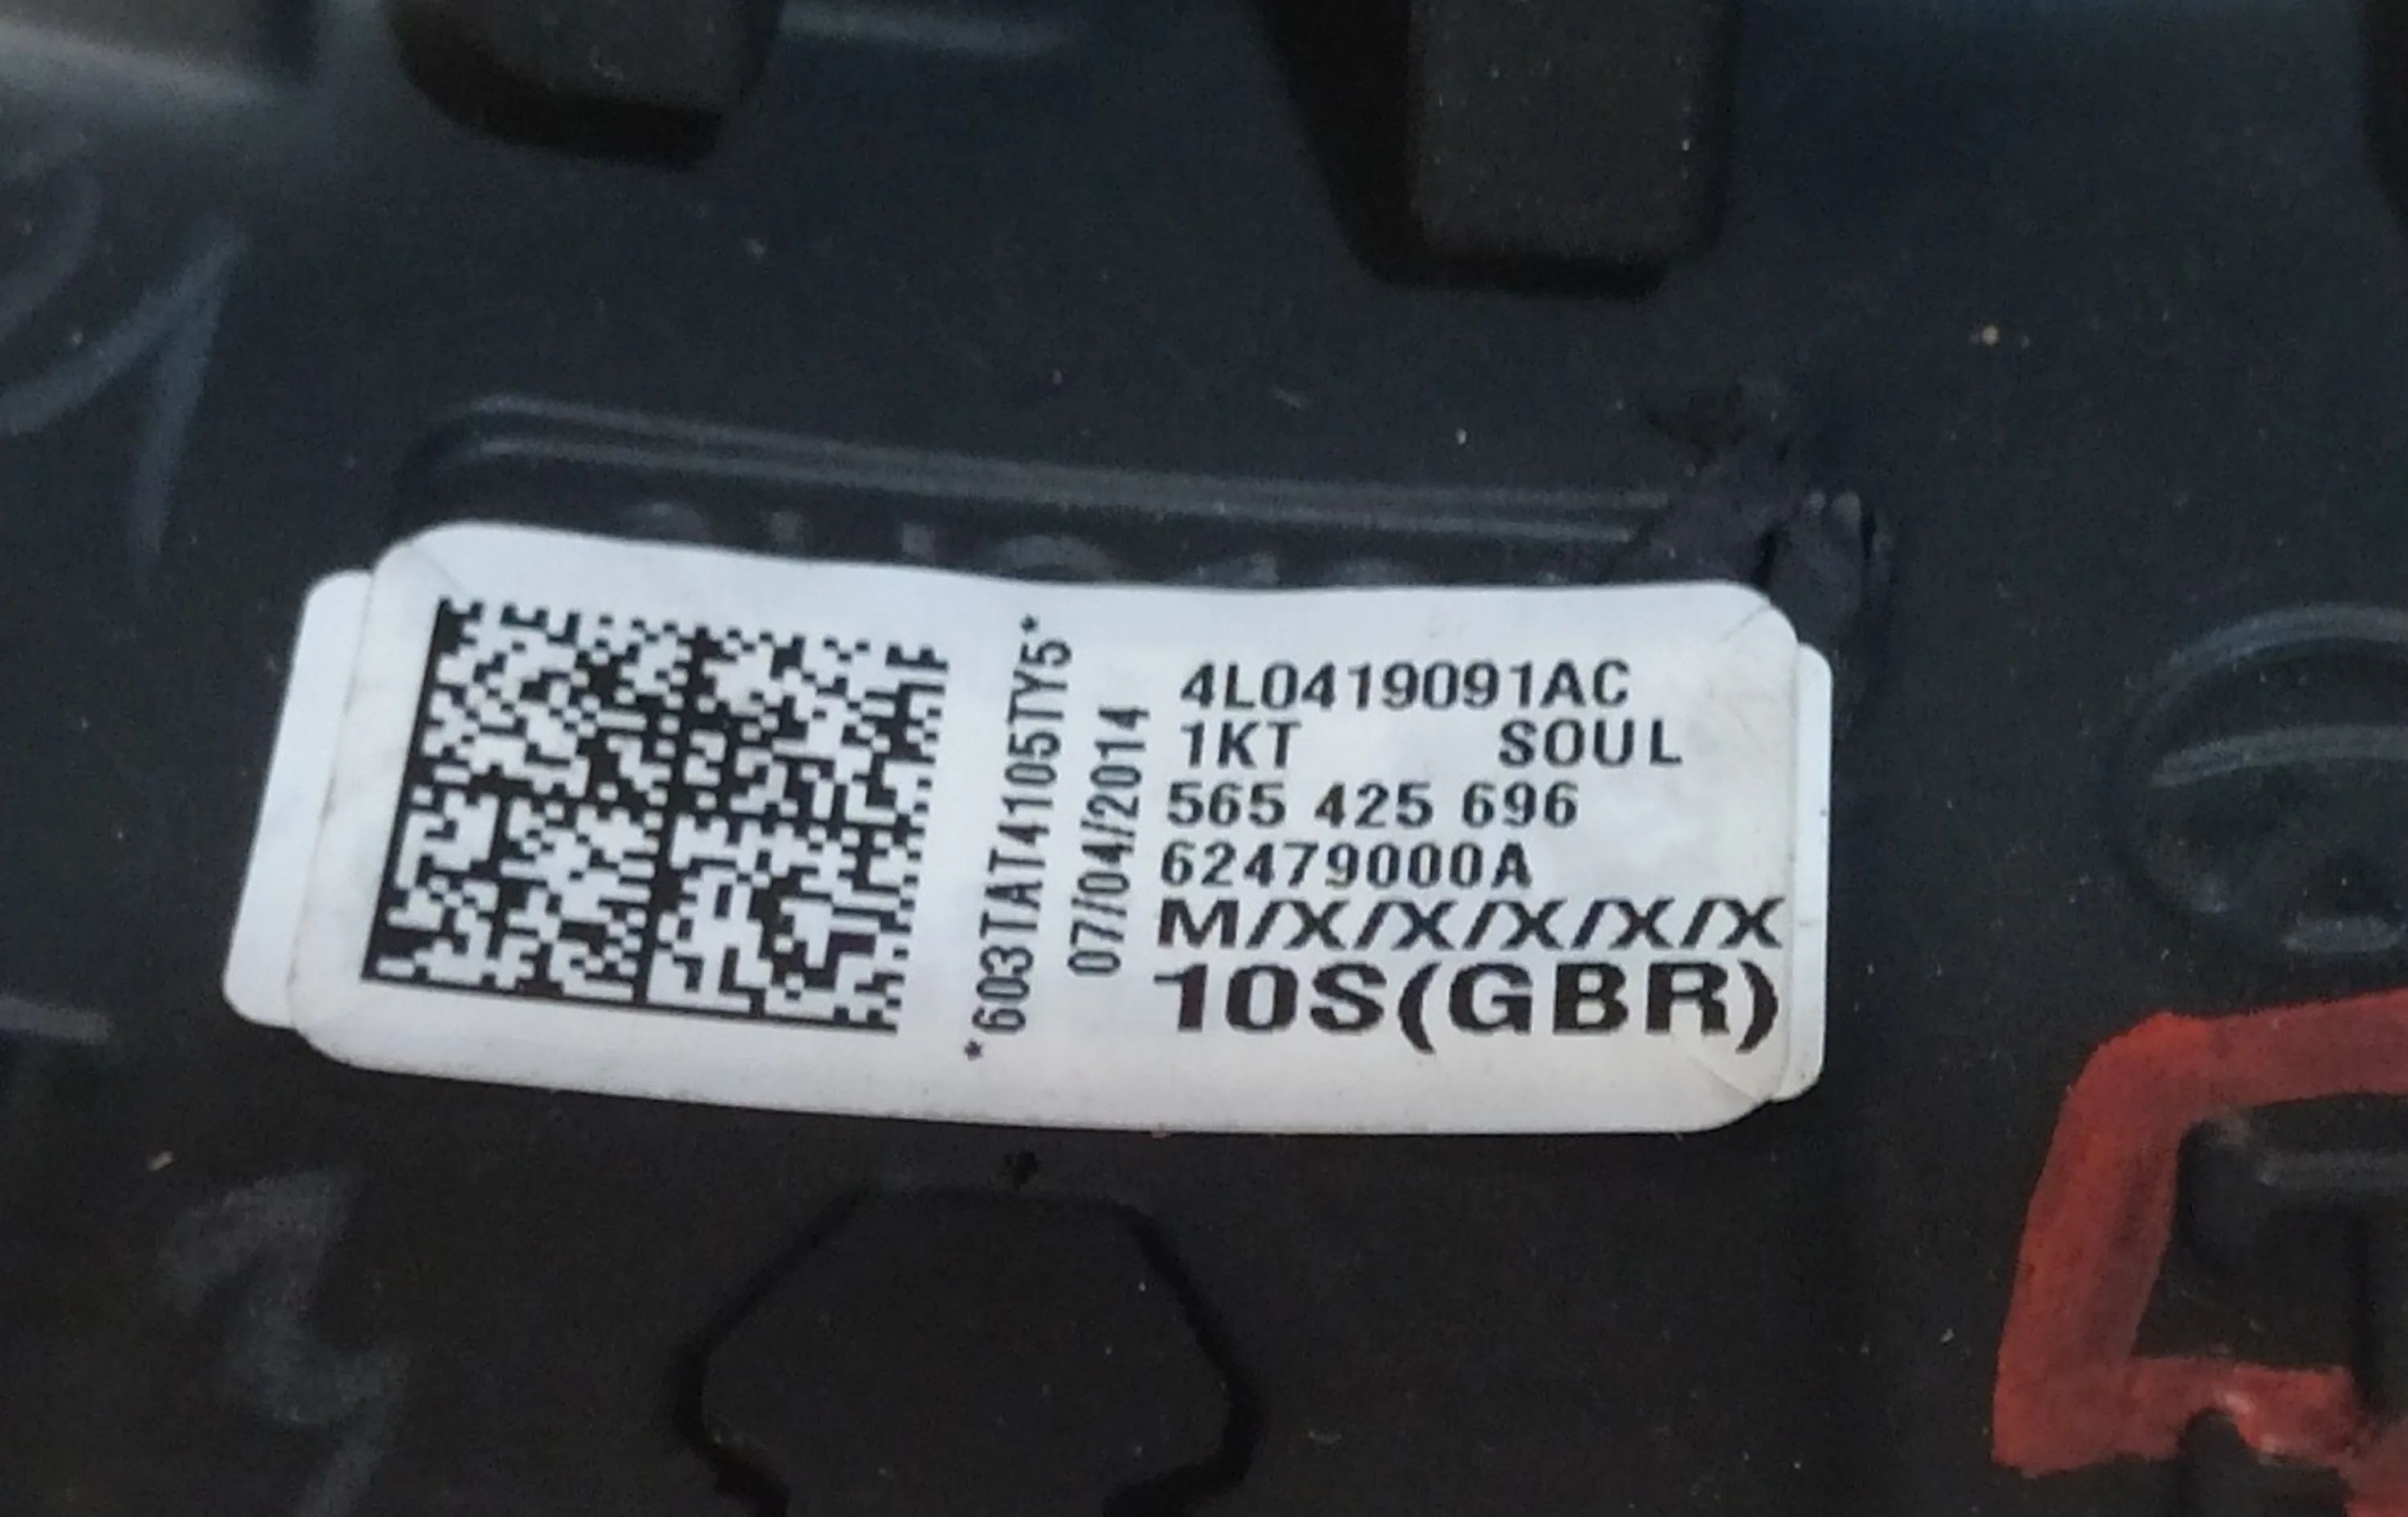 *603TAT4105TY5*
07/04/2014
4L0419091AC
1KT SOUL
565 425 696
62479000A
M/X/X/X/X/X
10S(GBR)